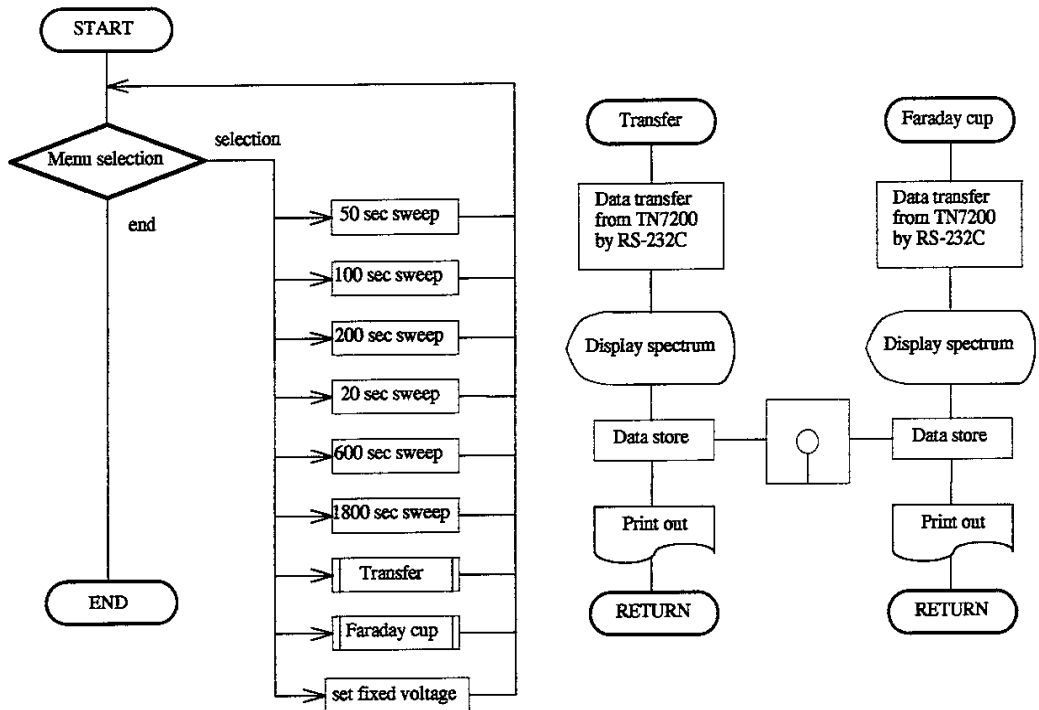 START
Menu selection
selection
end
50 sec sweep
100 sec sweep
200 sec sweep
20 sec sweep
600 sec sweep
1800 sec sweep
Transfer
Faraday cup
set fixed voltage
END
Transfer
Data transfer
from TN7200
by RS-232C
Display spectrum
Data store
Print out
RETURN
Faraday cup
Data transfer
from TN7200
by RS-232C
Display spectrum
Data store
Print out
RETURN